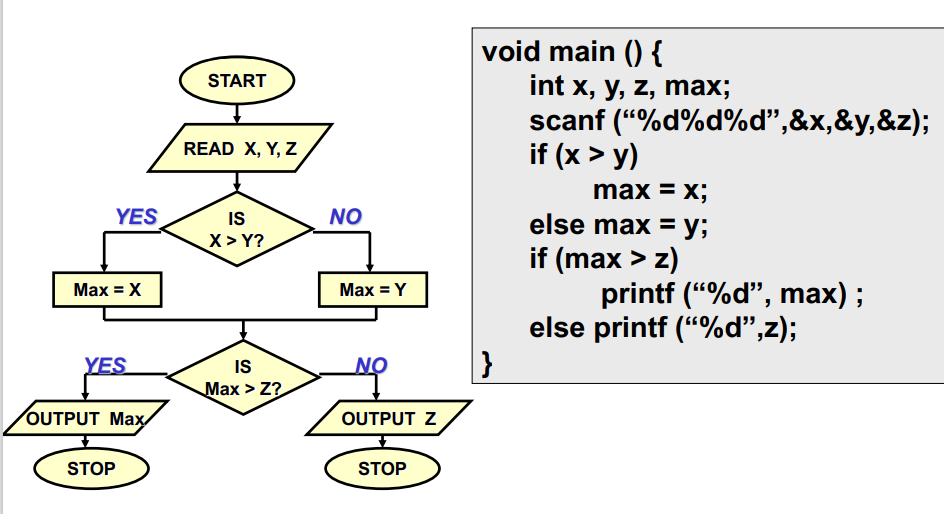 START
READ X, Y, Z
YES
IS
X > Y?
NO
Max = X
Max = Y
YES
IS
Max > Z?
NO
OUTPUT Max
OUTPUT Z
STOP
STOP
void main () {
int x, y, z, max;
scanf (“%d%d%d”,&x,&y,&z);
if (x > y)
max = x;
else max = y;
if (max > z)
printf (“%d”, max) ;
else printf (“%d”,z);
}